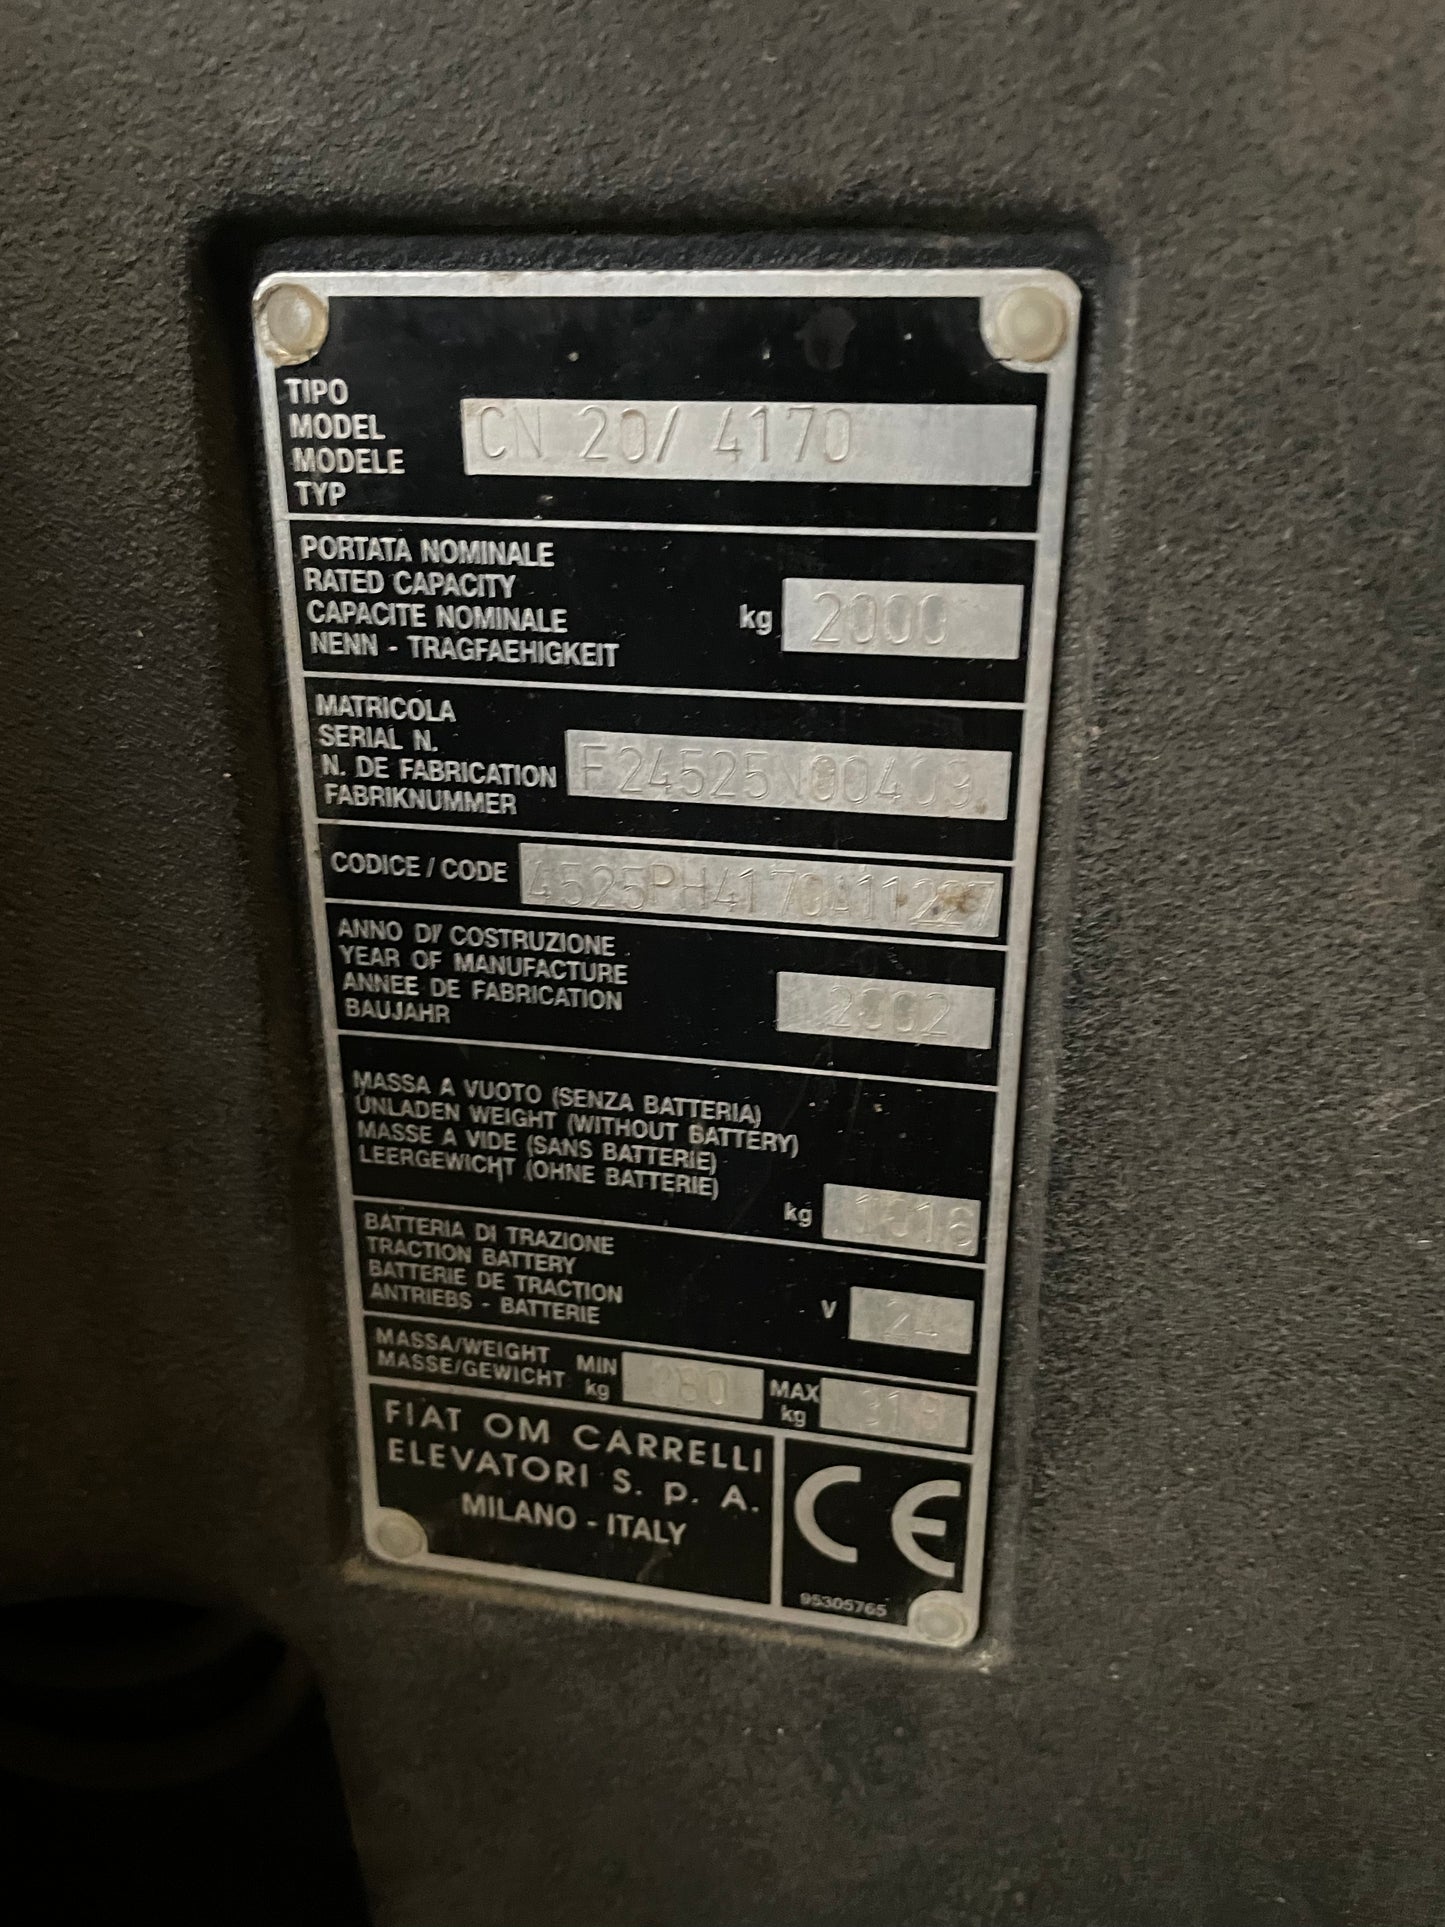 TIPO
MODEL
MODELE
TYP
CN 20/ 4170
PORTATA NOMINALE
RATED CAPACITY
CAPACITE NOMINALE
NENN - TRAGFAEHIGKEIT
kg 2000
MATRICOLA
SERIAL N.
N. DE FABRICATION
FABRIKNUMMER
F24525N00409
CODICE / CODE 4525PH4170A11227
ANNO DI COSTRUZIONE
YEAR OF MANUFACTURE
ANNEE DE FABRICATION
BAUJAHR
2002
MASSA A VUOTO (SENZA BATTERIA)
UNLADEN WEIGHT (WITHOUT BATTERY)
MASSE A VIDE (SANS BATTERIE)
LEERGEWICHT (OHNE BATTERIE)
kg
BATTERIA DI TRAZIONE
TRACTION BATTERY
BATTERIE DE TRACTION
ANTRIEBS - BATTERIE
V 24
MASSA/WEIGHT
MASSE/GEWICHT
MIN
kg
MAX
kg
FIAT OM CARRELLI
ELEVATORI S. p. A.
MILANO - ITALY
CE
95305765